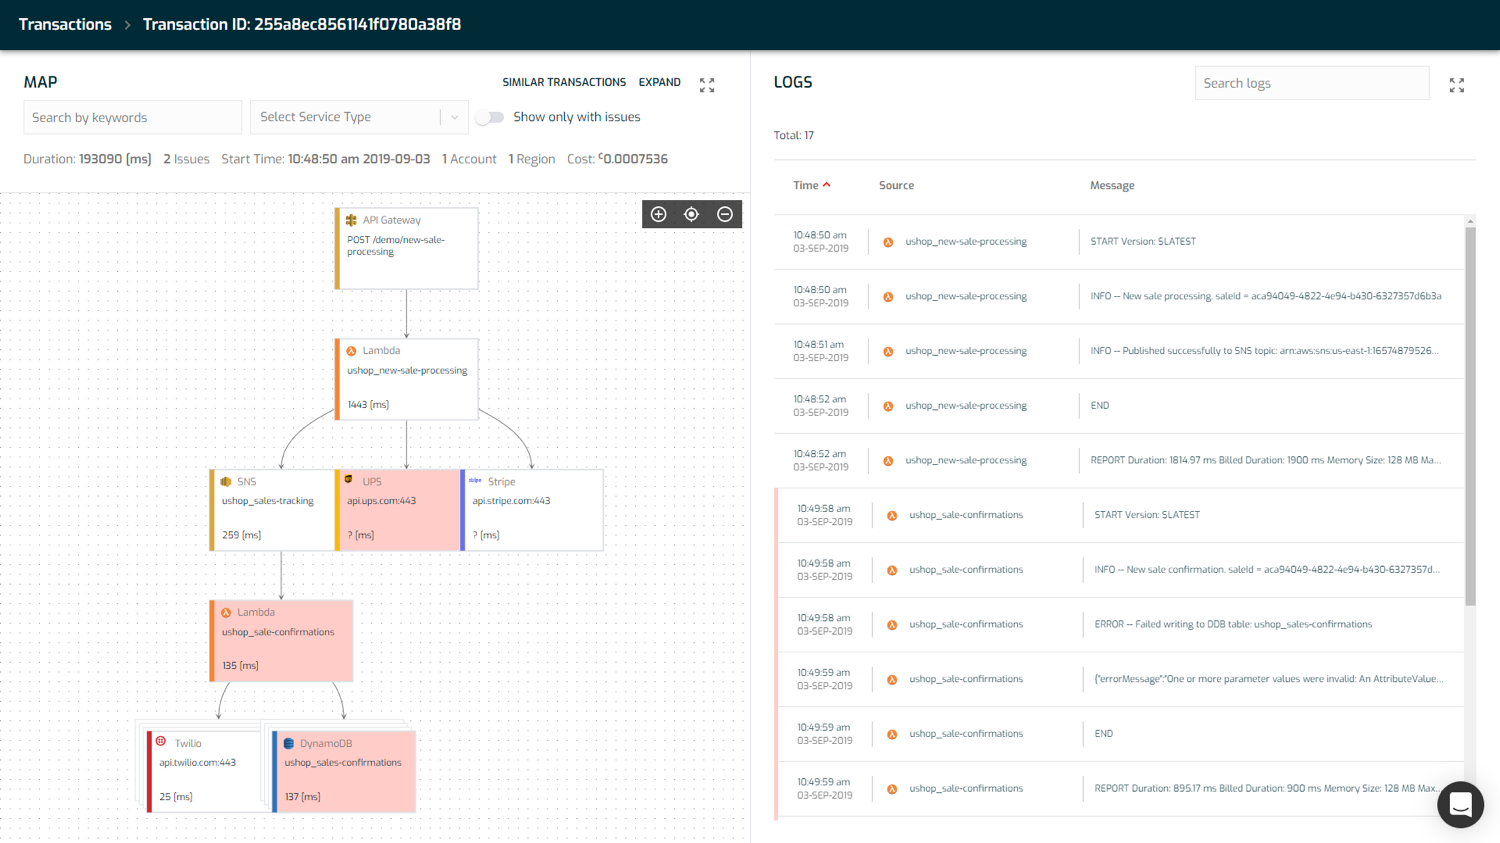 Transactions > Transaction ID: 255a8ec8561141f0780a38f8
MAP
SIMILAR TRANSACTIONS EXPAND
Search by keywords
Select Service Type
Show only with issues
Duration: 193090 [ms] 2 Issues Start Time: 10:48:50 am 2019-09-03 1 Account 1 Region Cost: ¢0.0007536
API Gateway
POST /demo/new-sale-
processing
Lambda
ushop_new-sale-processing
1443 [ms]
SNS
ushop_sales-tracking
259 [ms]
UPS
api.ups.com:443
? [ms]
stripe Stripe
api.stripe.com:443
? [ms]
Lambda
ushop_sale-confirmations
135 [ms]
Twilio
api.twilio.com:443
25 [ms]
DynamoDB
ushop_sales-confirmations
137 [ms]
LOGS
Search logs
Total: 17
Time Source Message
10:48:50 am
03-SEP-2019
ushop_new-sale-processing
START Version: $LATEST
10:48:50 am
03-SEP-2019
ushop_new-sale-processing
INFO -- New sale processing. saleId = aca94049-4822-4e94-b430-6327357d6b3a
10:48:51 am
03-SEP-2019
ushop_new-sale-processing
INFO -- Published successfully to SNS topic: arn:aws:sns:us-east-1:16574879526...
10:48:52 am
03-SEP-2019
ushop_new-sale-processing
END
10:48:52 am
03-SEP-2019
ushop_new-sale-processing
REPORT Duration: 1814.97 ms Billed Duration: 1900 ms Memory Size: 128 MB Ma...
10:49:58 am
03-SEP-2019
ushop_sale-confirmations
START Version: $LATEST
10:49:58 am
03-SEP-2019
ushop_sale-confirmations
INFO -- New sale confirmation. saleId = aca94049-4822-4e94-b430-6327357d...
10:49:58 am
03-SEP-2019
ushop_sale-confirmations
ERROR -- Failed writing to DDB table: ushop_sales-confirmations
10:49:59 am
03-SEP-2019
ushop_sale-confirmations
{"errorMessage":"One or more parameter values were invalid: An AttributeValue...
10:49:59 am
03-SEP-2019
ushop_sale-confirmations
END
10:49:59 am
03-SEP-2019
ushop_sale-confirmations
REPORT Duration: 895.17 ms Billed Duration: 900 ms Memory Size: 128 MB Max...